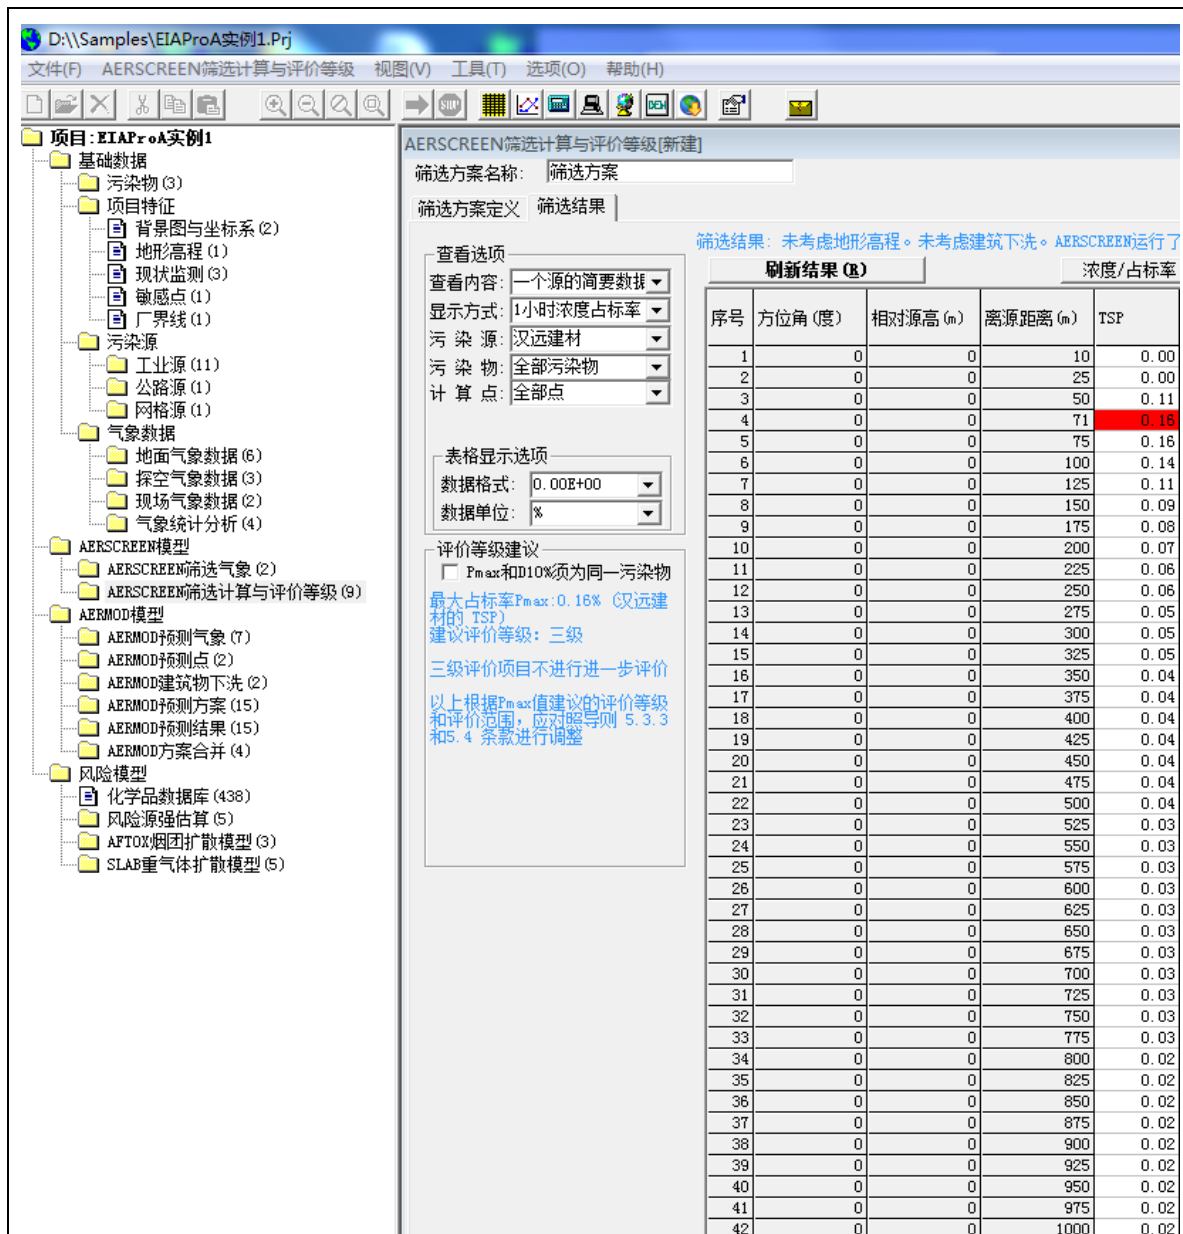 D:\\Samples\EIAProA实例1.Prj
文件(F) AERSCREEN筛选计算与评价等级 视图(V) 工具(T) 选项(O) 帮助(H)
项目:EIAProA实例1
基础数据
污染物(3)
项目特征
背景图与坐标系(2)
地形高程(1)
现状监测(3)
敏感点(1)
厂界线(1)
污染源
工业源(11)
公路源(1)
网格源(1)
气象数据
地面气象数据(6)
探空气象数据(3)
现场气象数据(2)
气象统计分析(4)
AERSCREEN模型
AERSCREEN筛选气象(2)
AERSCREEN筛选计算与评价等级(9)
AERMOD模型
AERMOD预测气象(7)
AERMOD预测点(2)
AERMOD建筑物下洗(2)
AERMOD预测方案(15)
AERMOD预测结果(15)
AERMOD方案合并(4)
风险模型
化学品数据库(438)
风险源强估算(5)
AFTOX烟团扩散模型(3)
SLAB重气体扩散模型(5)
AERSCREEN筛选计算与评价等级[新建]
筛选方案名称: 筛选方案
筛选方案定义 筛选结果
查看选项
查看内容: 一个源的简要数据
显示方式: 1小时浓度占标率
污 染 源: 汉远建材
污 染 物: 全部污染物
计 算 点: 全部点
表格显示选项
数据格式: 0.00E+00
数据单位: %
评价等级建议
Pmax和D10%须为同一污染物
最大占标率Pmax:0.16% (汉远建
材的 TSP)
建议评价等级: 三级
三级评价项目不进行进一步评价
以上根据Pmax值建议的评价等级
和评价范围,应对照导则 5.3.3
和5.4 条款进行调整
筛选结果: 未考虑地形高程。未考虑建筑下洗。AERSCREEN运行了
刷新结果(R) 浓度/占标率
序号 方位角(度) 相对源高(m) 离源距离(m) TSP
1 0 0 10 0.00
2 0 0 25 0.00
3 0 0 50 0.11
4 0 0 71 0.16
5 0 0 75 0.16
6 0 0 100 0.14
7 0 0 125 0.11
8 0 0 150 0.09
9 0 0 175 0.08
10 0 0 200 0.07
11 0 0 225 0.06
12 0 0 250 0.06
13 0 0 275 0.05
14 0 0 300 0.05
15 0 0 325 0.05
16 0 0 350 0.04
17 0 0 375 0.04
18 0 0 400 0.04
19 0 0 425 0.04
20 0 0 450 0.04
21 0 0 475 0.04
22 0 0 500 0.04
23 0 0 525 0.03
24 0 0 550 0.03
25 0 0 575 0.03
26 0 0 600 0.03
27 0 0 625 0.03
28 0 0 650 0.03
29 0 0 675 0.03
30 0 0 700 0.03
31 0 0 725 0.03
32 0 0 750 0.03
33 0 0 775 0.03
34 0 0 800 0.02
35 0 0 825 0.02
36 0 0 850 0.02
37 0 0 875 0.02
38 0 0 900 0.02
39 0 0 925 0.02
40 0 0 950 0.02
41 0 0 975 0.02
42 0 0 1000 0.02